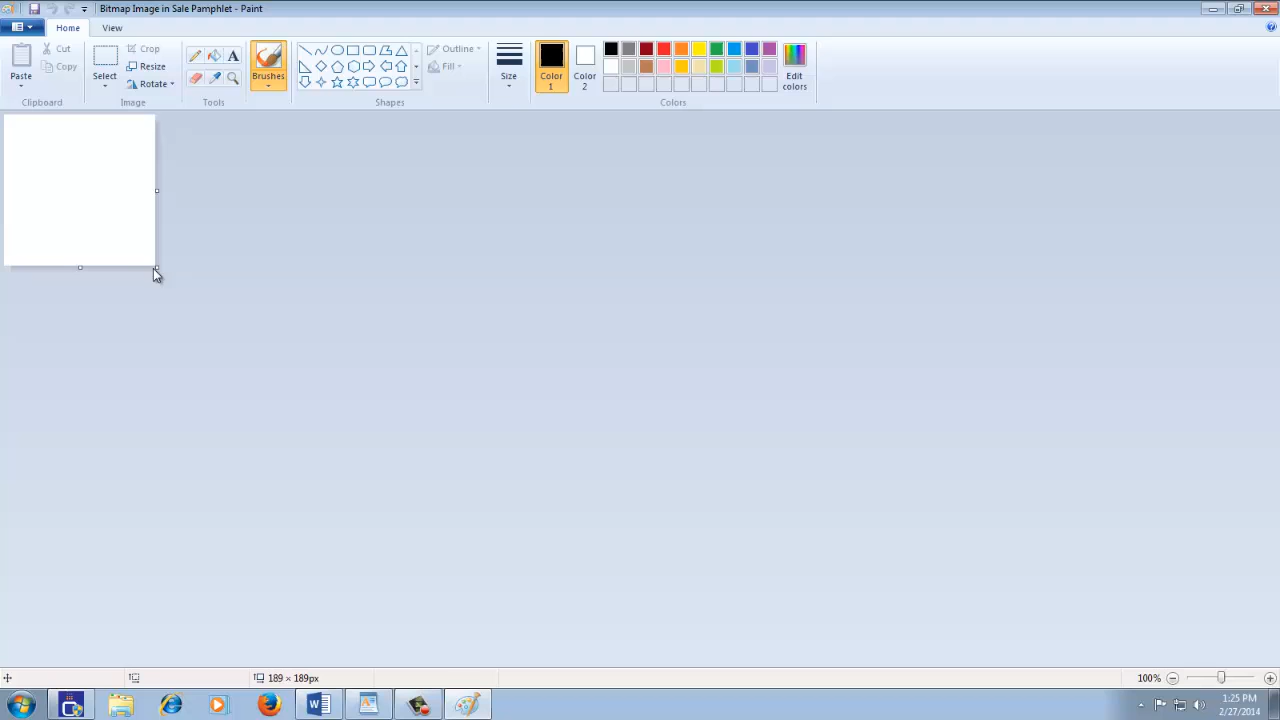 Bitmap Image in Sale Pamphlet - Paint
Home View
Paste
Clipboard
Cut
Copy
Select
Crop
Resize
Rotate
Image
A
Tools
Brushes
Shapes
Outline
Fill
Size
Color 1
Color 2
Edit colors
Colors
189 × 189px
100%
1:25 PM
2/27/2014